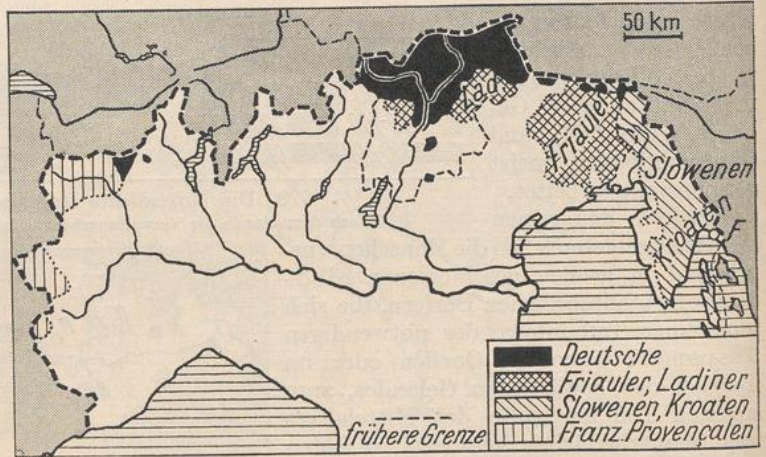 50 km
Lad.
Friauler
Slowenen
Kroaten
F
Deutsche
Friauler, Ladiner
Slowenen, Kroaten
Franz. Provençalen
frühere Grenze